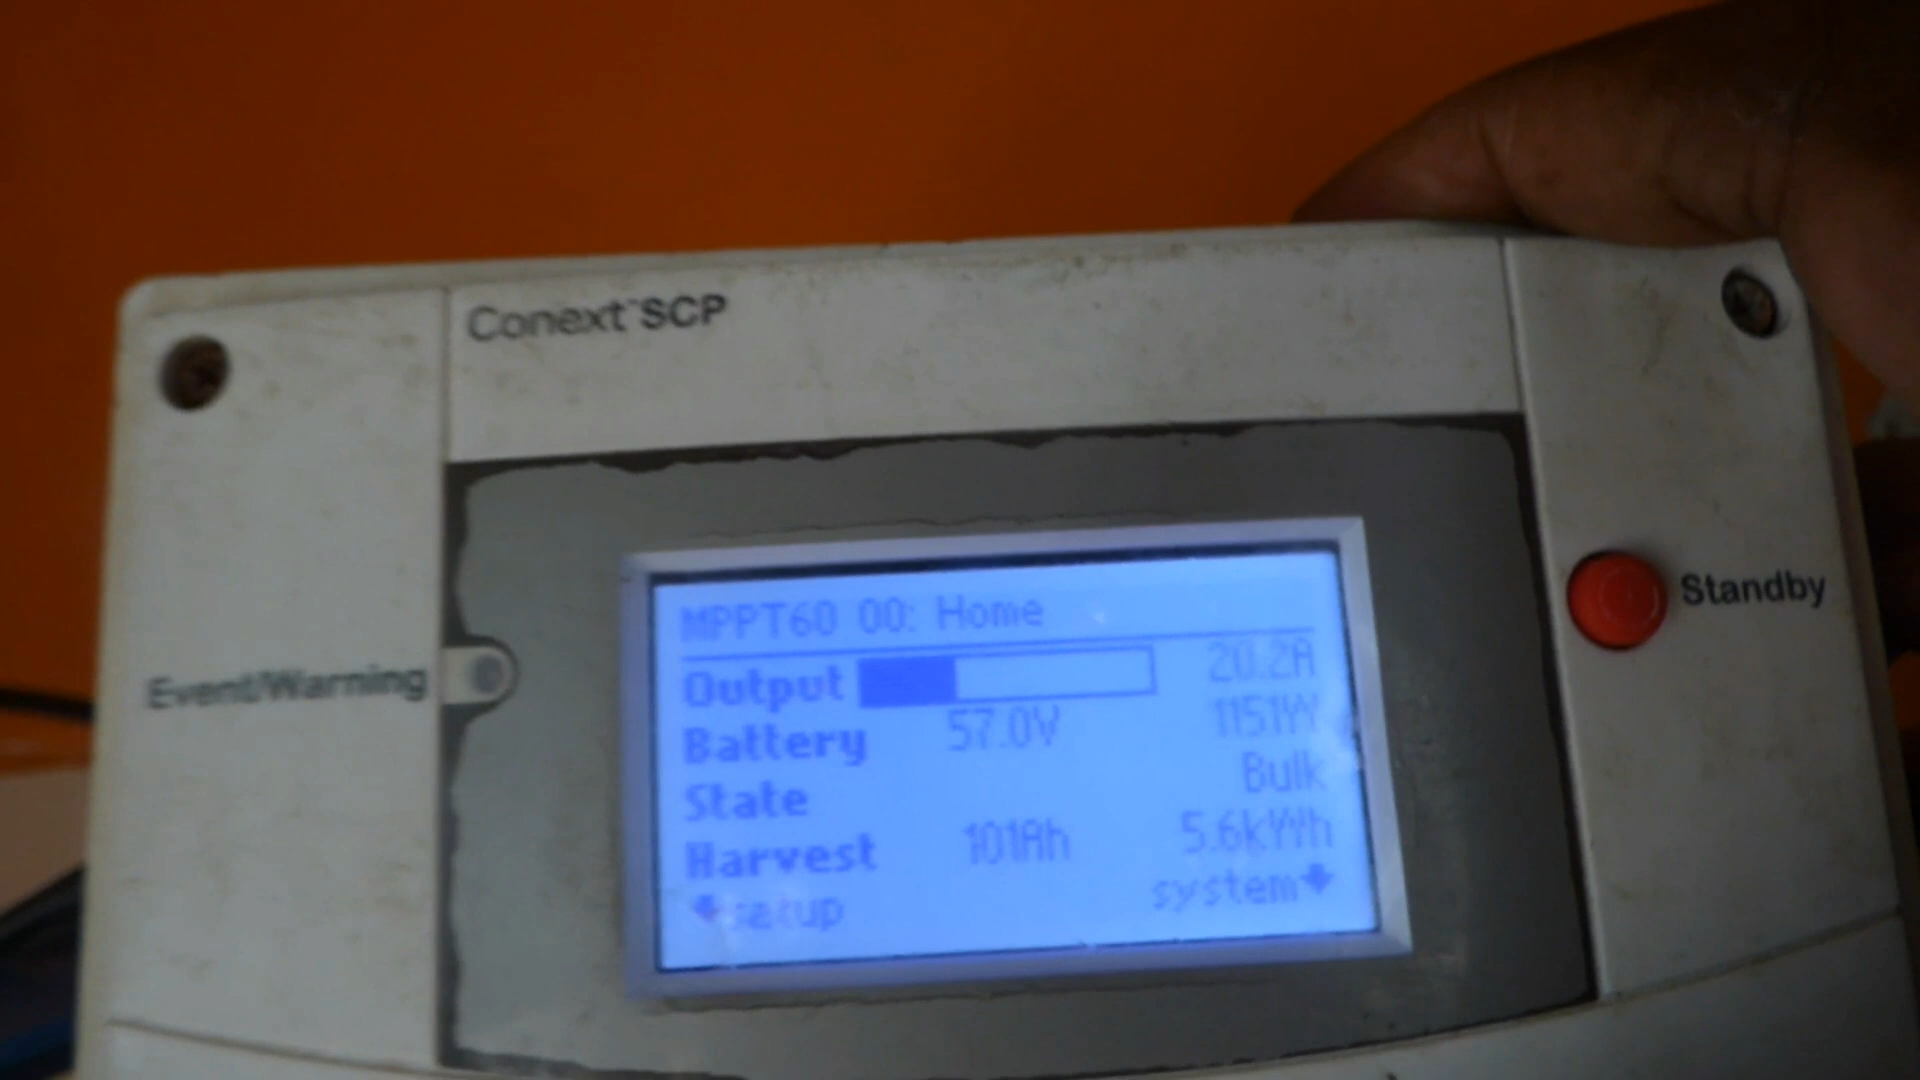 Conext™ SCP
Event/Warning
Standby
MPPT60 00: Home
Output 20.2A
Battery 57.0V 1151W
State Bulk
Harvest 101Ah 5.6kWh
setup system